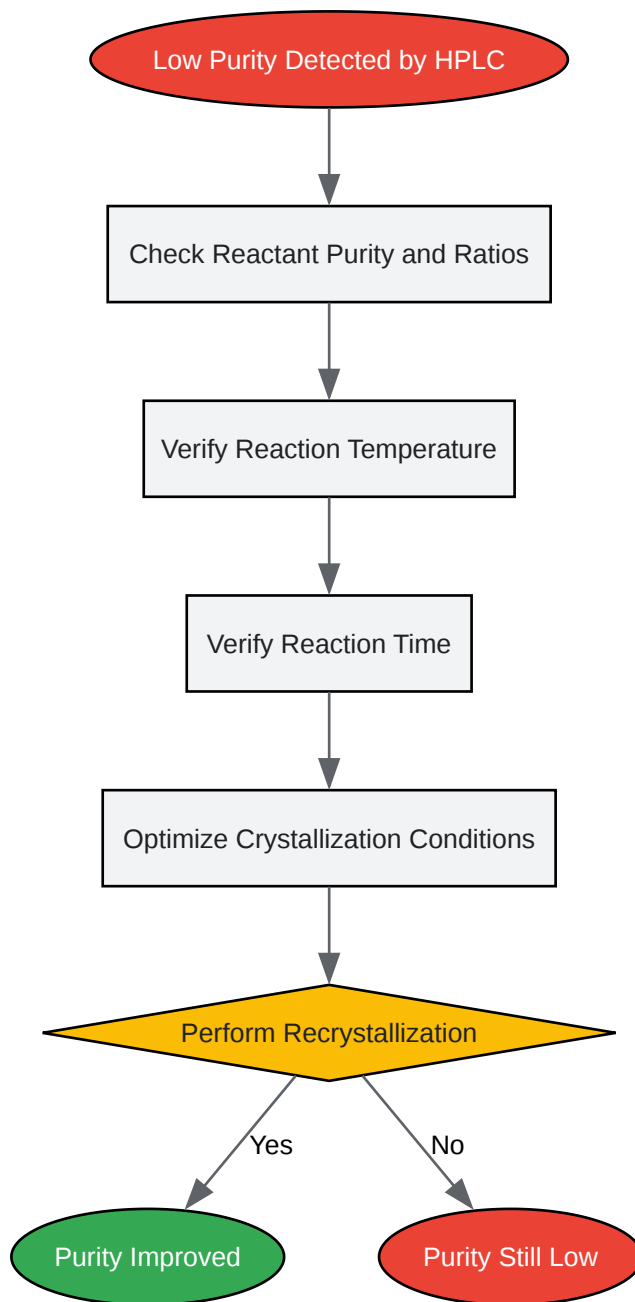 Low Purity Detected by HPLC
Check Reactant Purity and Ratios
Verify Reaction Temperature
Verify Reaction Time
Optimize Crystallization Conditions
Perform Recrystallization
Yes
No
Purity Improved
Purity Still Low